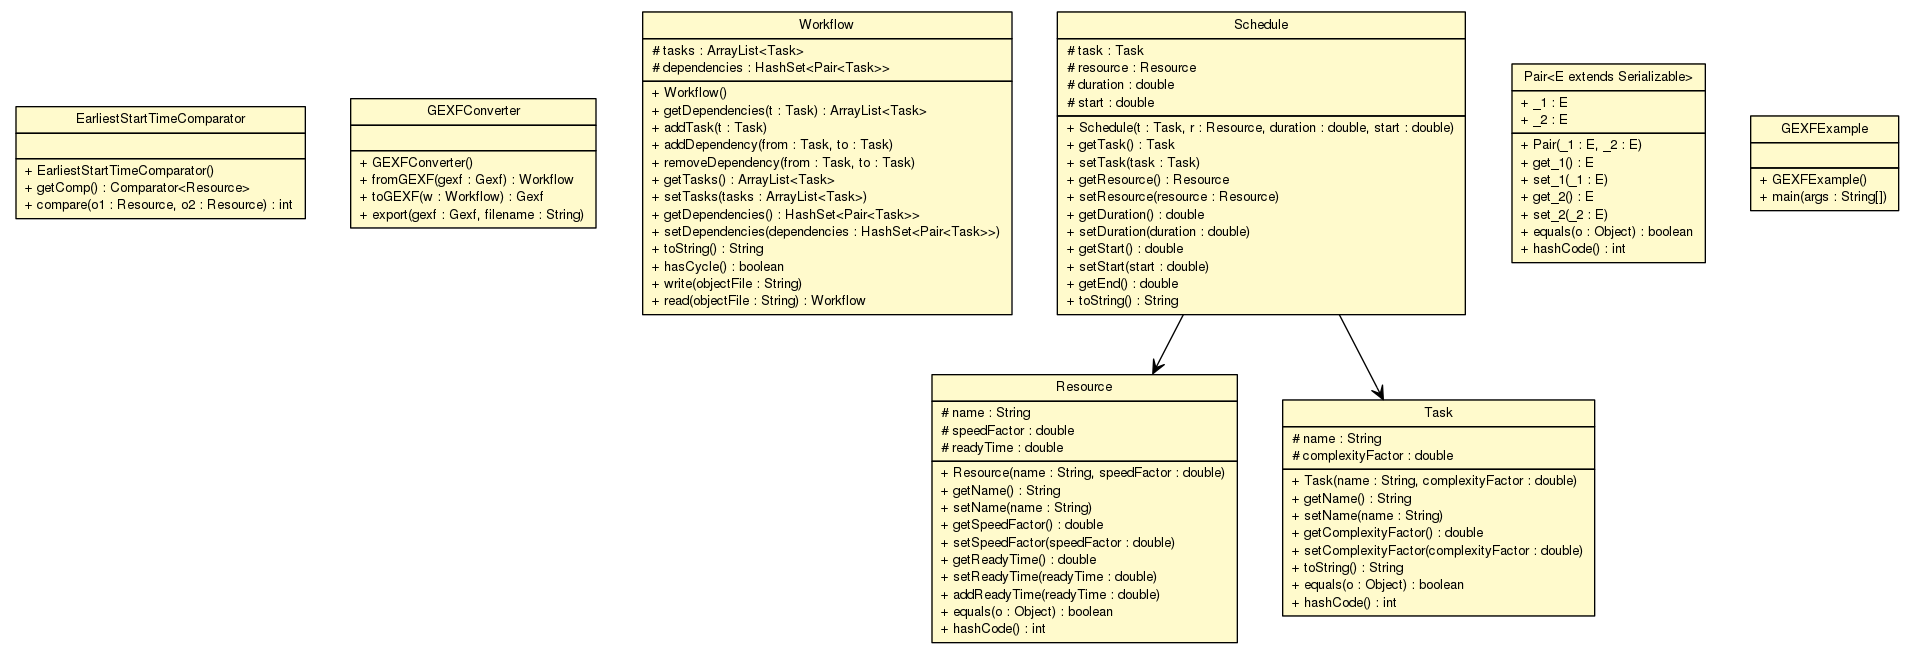 EarliestStartTimeComparator
+ EarliestStartTimeComparator()
+ getComp() : Comparator<Resource>
+ compare(o1 : Resource, o2 : Resource) : int
GEXFConverter
+ GEXFConverter()
+ fromGEXF(gexf : Gexf) : Workflow
+ toGEXF(w : Workflow) : Gexf
+ export(gexf : Gexf, filename : String)
Workflow
# tasks : ArrayList<Task>
# dependencies : HashSet<Pair<Task>>
+ Workflow()
+ getDependencies(t : Task) : ArrayList<Task>
+ addTask(t : Task)
+ addDependency(from : Task, to : Task)
+ removeDependency(from : Task, to : Task)
+ getTasks() : ArrayList<Task>
+ setTasks(tasks : ArrayList<Task>)
+ getDependencies() : HashSet<Pair<Task>>
+ setDependencies(dependencies : HashSet<Pair<Task>>)
+ toString() : String
+ hasCycle() : boolean
+ write(objectFile : String)
+ read(objectFile : String) : Workflow
Schedule
# task : Task
# resource : Resource
# duration : double
# start : double
+ Schedule(t : Task, r : Resource, duration : double, start : double)
+ getTask() : Task
+ setTask(task : Task)
+ getResource() : Resource
+ setResource(resource : Resource)
+ getDuration() : double
+ setDuration(duration : double)
+ getStart() : double
+ setStart(start : double)
+ getEnd() : double
+ toString() : String
Pair<E extends Serializable>
+ _1 : E
+ _2 : E
+ Pair(_1 : E, _2 : E)
+ get_1() : E
+ set_1(_1 : E)
+ get_2() : E
+ set_2(_2 : E)
+ equals(o : Object) : boolean
+ hashCode() : int
GEXFExample
+ GEXFExample()
+ main(args : String[])
Resource
# name : String
# speedFactor : double
# readyTime : double
+ Resource(name : String, speedFactor : double)
+ getName() : String
+ setName(name : String)
+ getSpeedFactor() : double
+ setSpeedFactor(speedFactor : double)
+ getReadyTime() : double
+ setReadyTime(readyTime : double)
+ addReadyTime(readyTime : double)
+ equals(o : Object) : boolean
+ hashCode() : int
Task
# name : String
# complexityFactor : double
+ Task(name : String, complexityFactor : double)
+ getName() : String
+ setName(name : String)
+ getComplexityFactor() : double
+ setComplexityFactor(complexityFactor : double)
+ toString() : String
+ equals(o : Object) : boolean
+ hashCode() : int